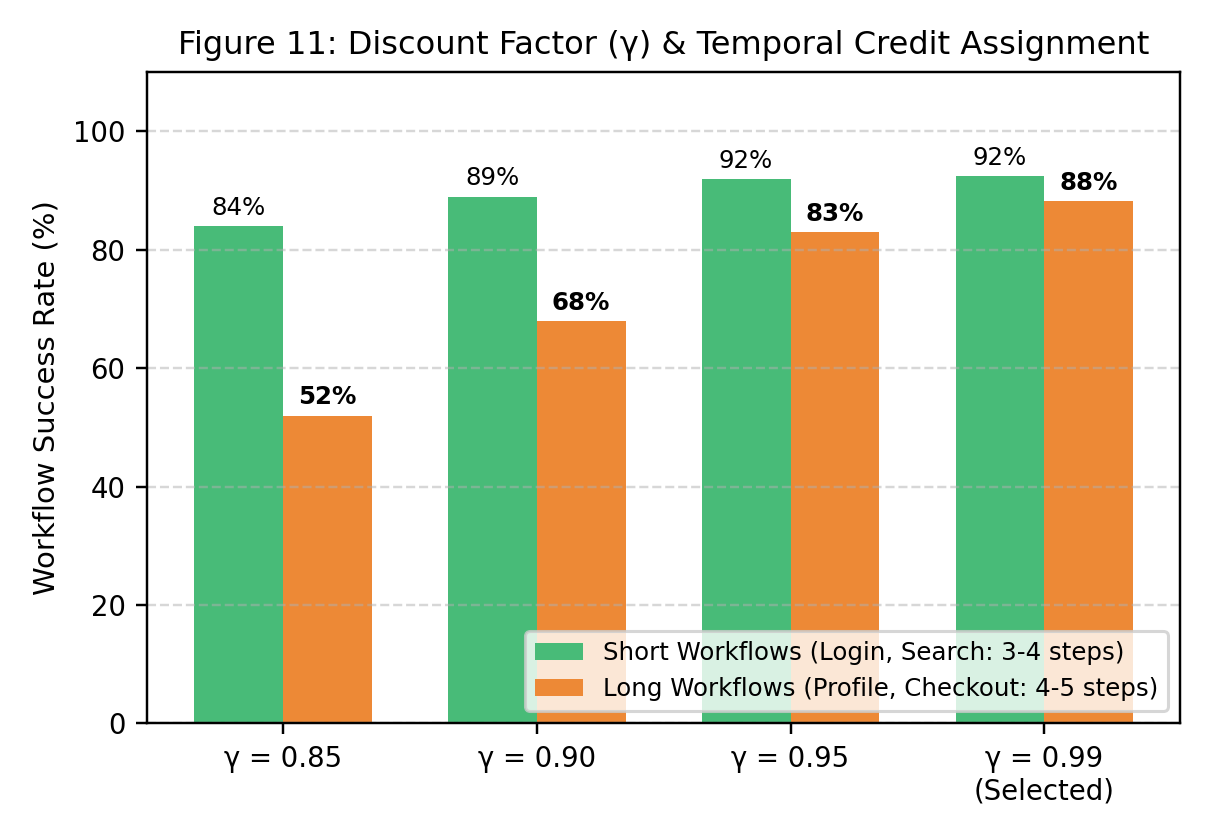 Figure 11: Discount Factor (γ) & Temporal Credit Assignment
Workflow Success Rate (%)
100
80
60
40
20
0
84%
52%
89%
68%
92%
83%
92%
88%
Short Workflows (Login, Search: 3-4 steps)
Long Workflows (Profile, Checkout: 4-5 steps)
γ = 0.85
γ = 0.90
γ = 0.95
γ = 0.99
(Selected)